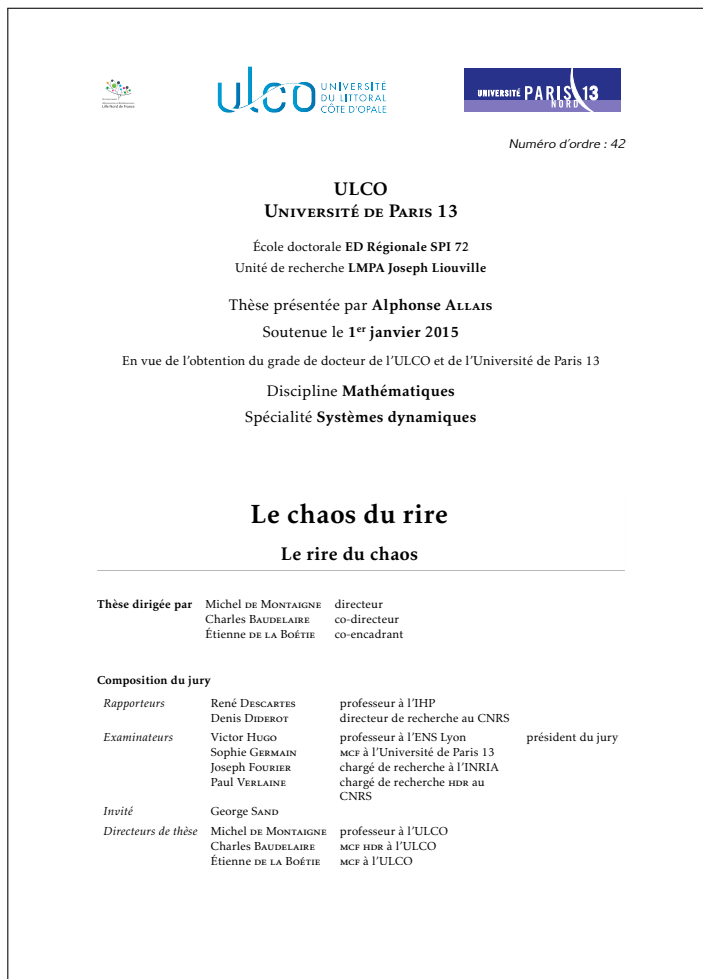 Lille Nord de France
ulco UNIVERSITÉ
DU LITTORAL
CÔTE D'OPALE
UNIVERSITÉ PARIS 13
NORD
Numéro d'ordre : 42
ULCO
Université de Paris 13
École doctorale ED Régionale SPI 72
Unité de recherche LMPA Joseph Liouville
Thèse présentée par Alphonse Allais
Soutenue le 1er janvier 2015
En vue de l'obtention du grade de docteur de l'ULCO et de l'Université de Paris 13
Discipline Mathématiques
Spécialité Systèmes dynamiques
Le chaos du rire
Le rire du chaos
Thèse dirigée par Michel de Montaigne directeur
Charles Baudelaire co-directeur
Étienne de la Boétie co-encadrant
Composition du jury
Rapporteurs René Descartes professeur à l'IHP
Denis Diderot directeur de recherche au CNRS
Examinateurs Victor Hugo professeur à l'ENS Lyon président du jury
Sophie Germain mcf à l'Université de Paris 13
Joseph Fourier chargé de recherche à l'INRIA
Paul Verlaine chargé de recherche hdr au
CNRS
Invité George Sand
Directeurs de thèse Michel de Montaigne professeur à l'ULCO
Charles Baudelaire mcf hdr à l'ULCO
Étienne de la Boétie mcf à l'ULCO